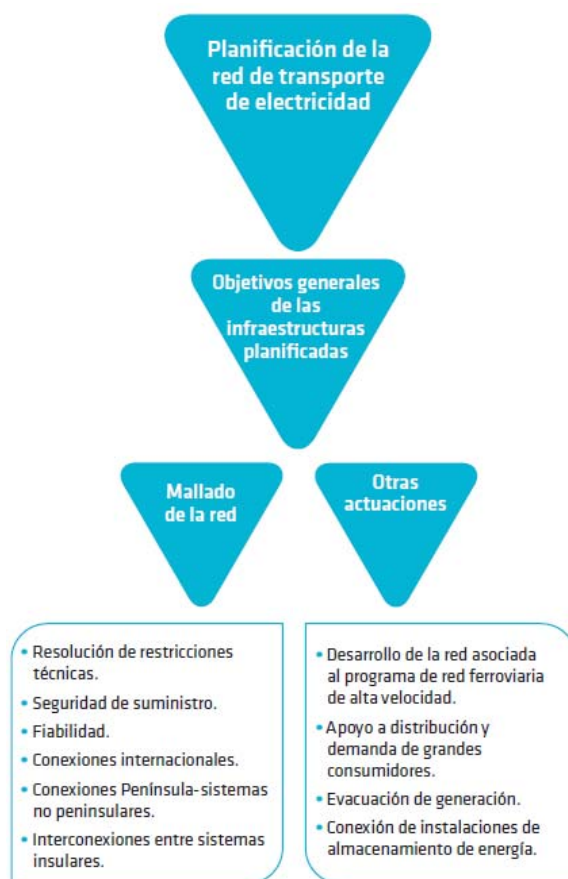 Planificación de la
red de transporte
de electricidad
Objetivos generales
de las
infraestructuras
planificadas
Mallado
de la red
Otras
actuaciones
• Resolución de restricciones
técnicas.
• Seguridad de suministro.
• Fiabilidad.
• Conexiones internacionales.
• Conexiones Península-sistemas
no peninsulares.
• Interconexiones entre sistemas
insulares.
• Desarrollo de la red asociada
al programa de red ferroviaria
de alta velocidad.
• Apoyo a distribución y
demanda de grandes
consumidores.
• Evacuación de generación.
• Conexión de instalaciones de
almacenamiento de energía.